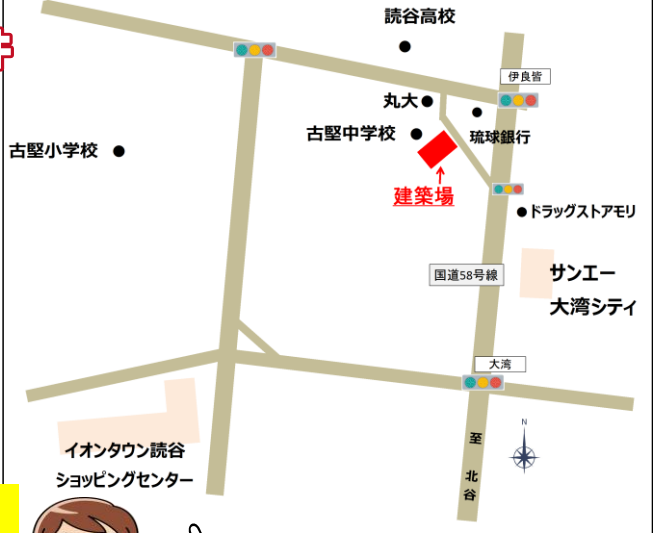 読谷高校
伊良皆
丸大
古堅中学校
琉球銀行
古堅小学校
建築場
ドラッグストアモリ
国道58号線
サンエー
大湾シティ
大湾
N
至
北
谷
イオンタウン読谷
ショッピングセンター